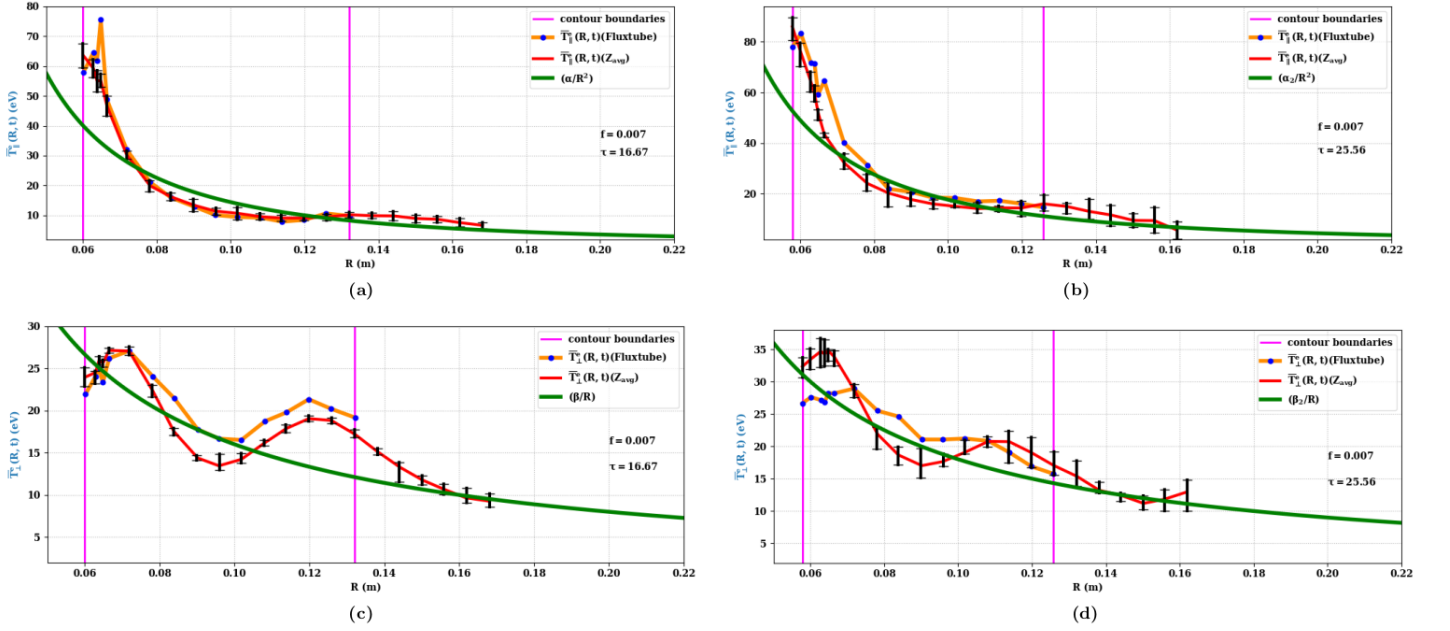 80
70
60
50
40
30
20
10
0.06
0.08
0.10
0.12
0.14
0.16
0.18
0.20
0.22
R (m)
T̅∥ᵉ(R, t) (eV)
contour boundaries
T̅∥ᵉ(R, t)(Fluxtube)
T̅∥ᵉ(R, t)(Z_avg)
(α/R²)
f = 0.007
τ = 16.67
(a)
80
60
40
20
0.06
0.08
0.10
0.12
0.14
0.16
0.18
0.20
0.22
R (m)
T̅∥ᵉ(R, t) (eV)
contour boundaries
T̅∥ᵉ(R, t)(Fluxtube)
T̅∥ᵉ(R, t)(Z_avg)
(α₂/R²)
f = 0.007
τ = 25.56
(b)
30
25
20
15
10
5
0.06
0.08
0.10
0.12
0.14
0.16
0.18
0.20
0.22
R (m)
T̅⊥ᵉ(R, t) (eV)
contour boundaries
T̅⊥ᵉ(R, t)(Fluxtube)
T̅⊥ᵉ(R, t)(Z_avg)
(β/R)
f = 0.007
τ = 16.67
(c)
35
30
25
20
15
10
5
0.06
0.08
0.10
0.12
0.14
0.16
0.18
0.20
0.22
R (m)
T̅⊥ᵉ(R, t) (eV)
contour boundaries
T̅⊥ᵉ(R, t)(Fluxtube)
T̅⊥ᵉ(R, t)(Z_avg)
(β₂/R)
f = 0.007
τ = 25.56
(d)